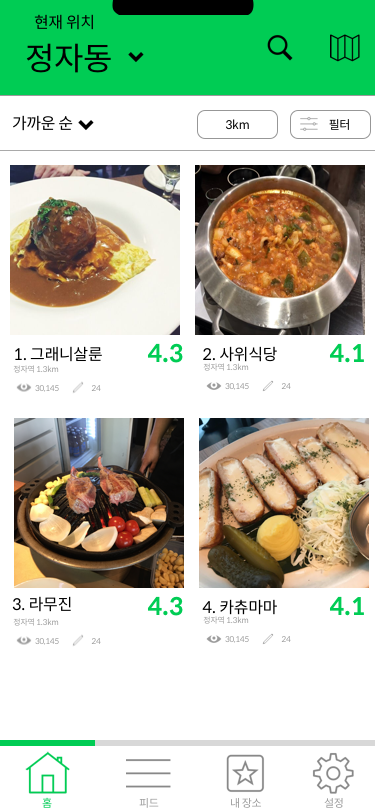 현재 위치
정자동
가까운 순
3km
필터
1. 그래니살룬 4.3
정자역 1.3km
30,145 24
2. 사위식당 4.1
정자역 1.3km
30,145 24
3. 라무진 4.3
정자역 1.3km
30,145 24
4. 카츄마마 4.1
정자역 1.3km
30,145 24
홈 피드 내 장소 설정